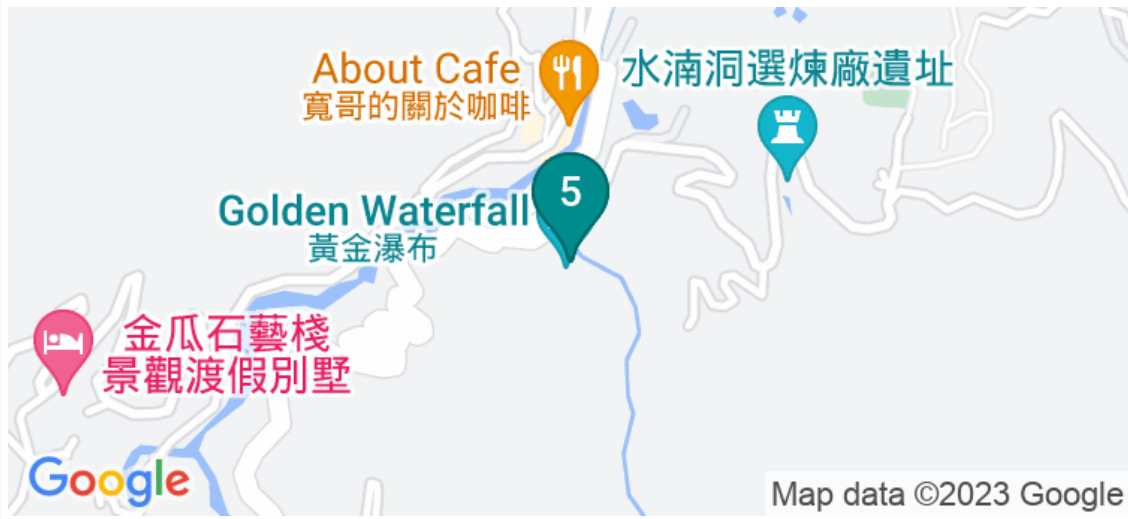 About Cafe
寬哥的關於咖啡
水湳洞選煉廠遺址
5
Golden Waterfall
黃金瀑布
金瓜石藝棧
景觀渡假別墅
Google
Map data ©2023 Google